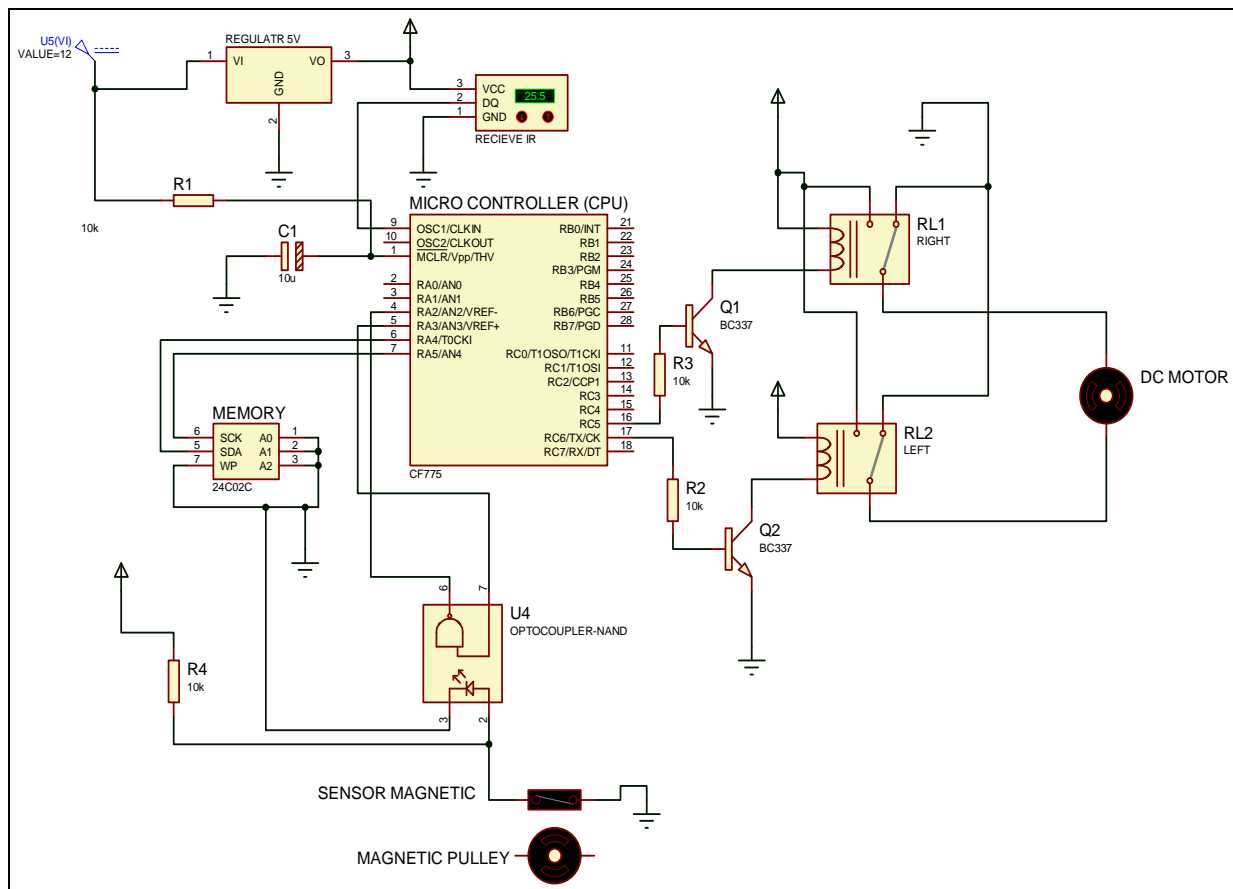 U5(VI)
VALUE=12
REGULATR 5V
1
VI
VO
3
GND
2
3
VCC
2
DQ
1
GND
25.5
RECIEVE IR
R1
10k
C1
10u
MICRO CONTROLLER (CPU)
9
OSC1/CLKIN
10
OSC2/CLKOUT
1
MCLR/Vpp/THV
2
RA0/AN0
3
RA1/AN1
4
RA2/AN2/VREF-
5
RA3/AN3/VREF+
6
RA4/T0CKI
7
RA5/AN4
RB0/INT
21
RB1
22
RB2
23
RB3/PGM
24
RB4
25
RB5
26
RB6/PGC
27
RB7/PGD
28
RC0/T1OSO/T1CKI
11
RC1/T1OSI
12
RC2/CCP1
13
RC3
14
RC4
15
RC5
16
RC6/TX/CK
17
RC7/RX/DT
18
CF775
RL1
RIGHT
Q1
BC337
R3
10k
DC MOTOR
RL2
LEFT
MEMORY
6
SCK
5
SDA
7
WP
A0
1
A1
2
A2
3
24C02C
R2
10k
Q2
BC337
6
7
U4
OPTOCOUPLER-NAND
3
2
R4
10k
SENSOR MAGNETIC
MAGNETIC PULLEY